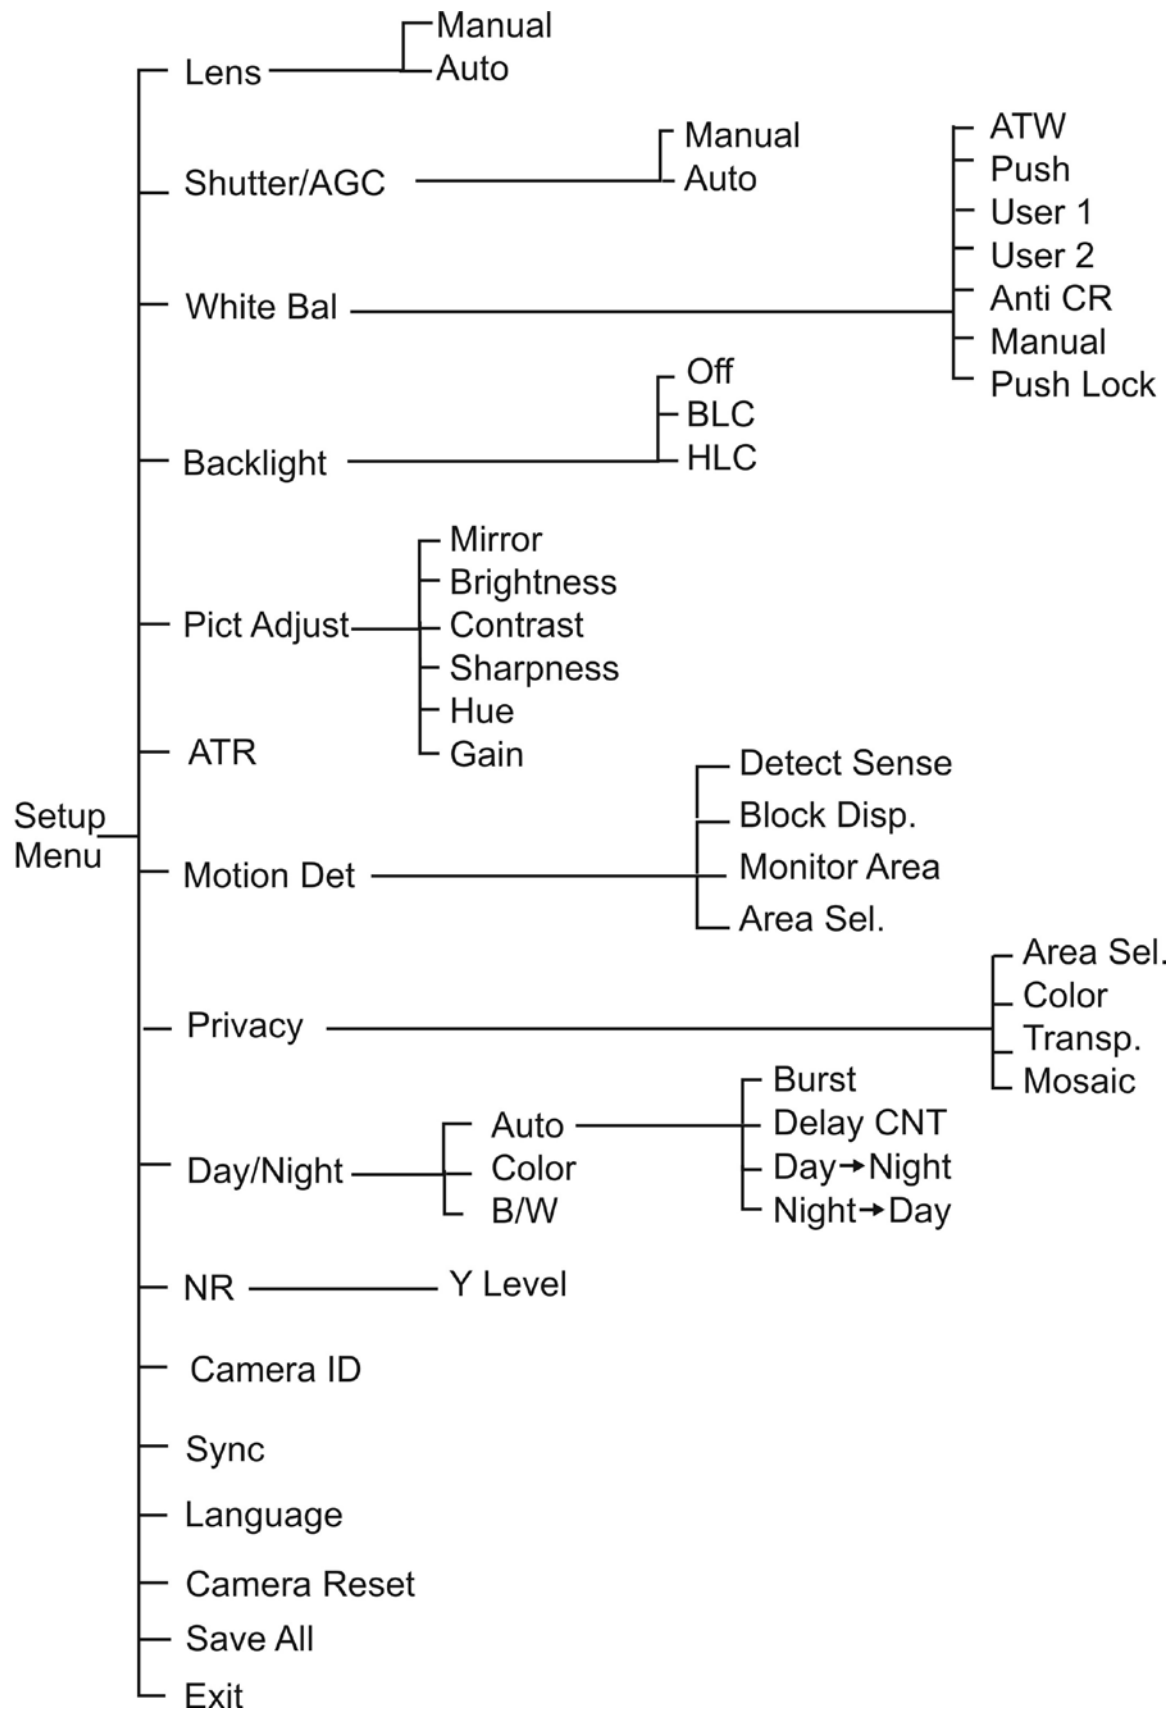 Setup
Menu
Lens
Manual
Auto
Shutter/AGC
Manual
Auto
White Bal
ATW
Push
User 1
User 2
Anti CR
Manual
Push Lock
Backlight
Off
BLC
HLC
Pict Adjust
Mirror
Brightness
Contrast
Sharpness
Hue
Gain
ATR
Motion Det
Detect Sense
Block Disp.
Monitor Area
Area Sel.
Privacy
Area Sel.
Color
Transp.
Mosaic
Day/Night
Auto
Color
B/W
Burst
Delay CNT
Day→Night
Night→Day
NR
Y Level
Camera ID
Sync
Language
Camera Reset
Save All
Exit